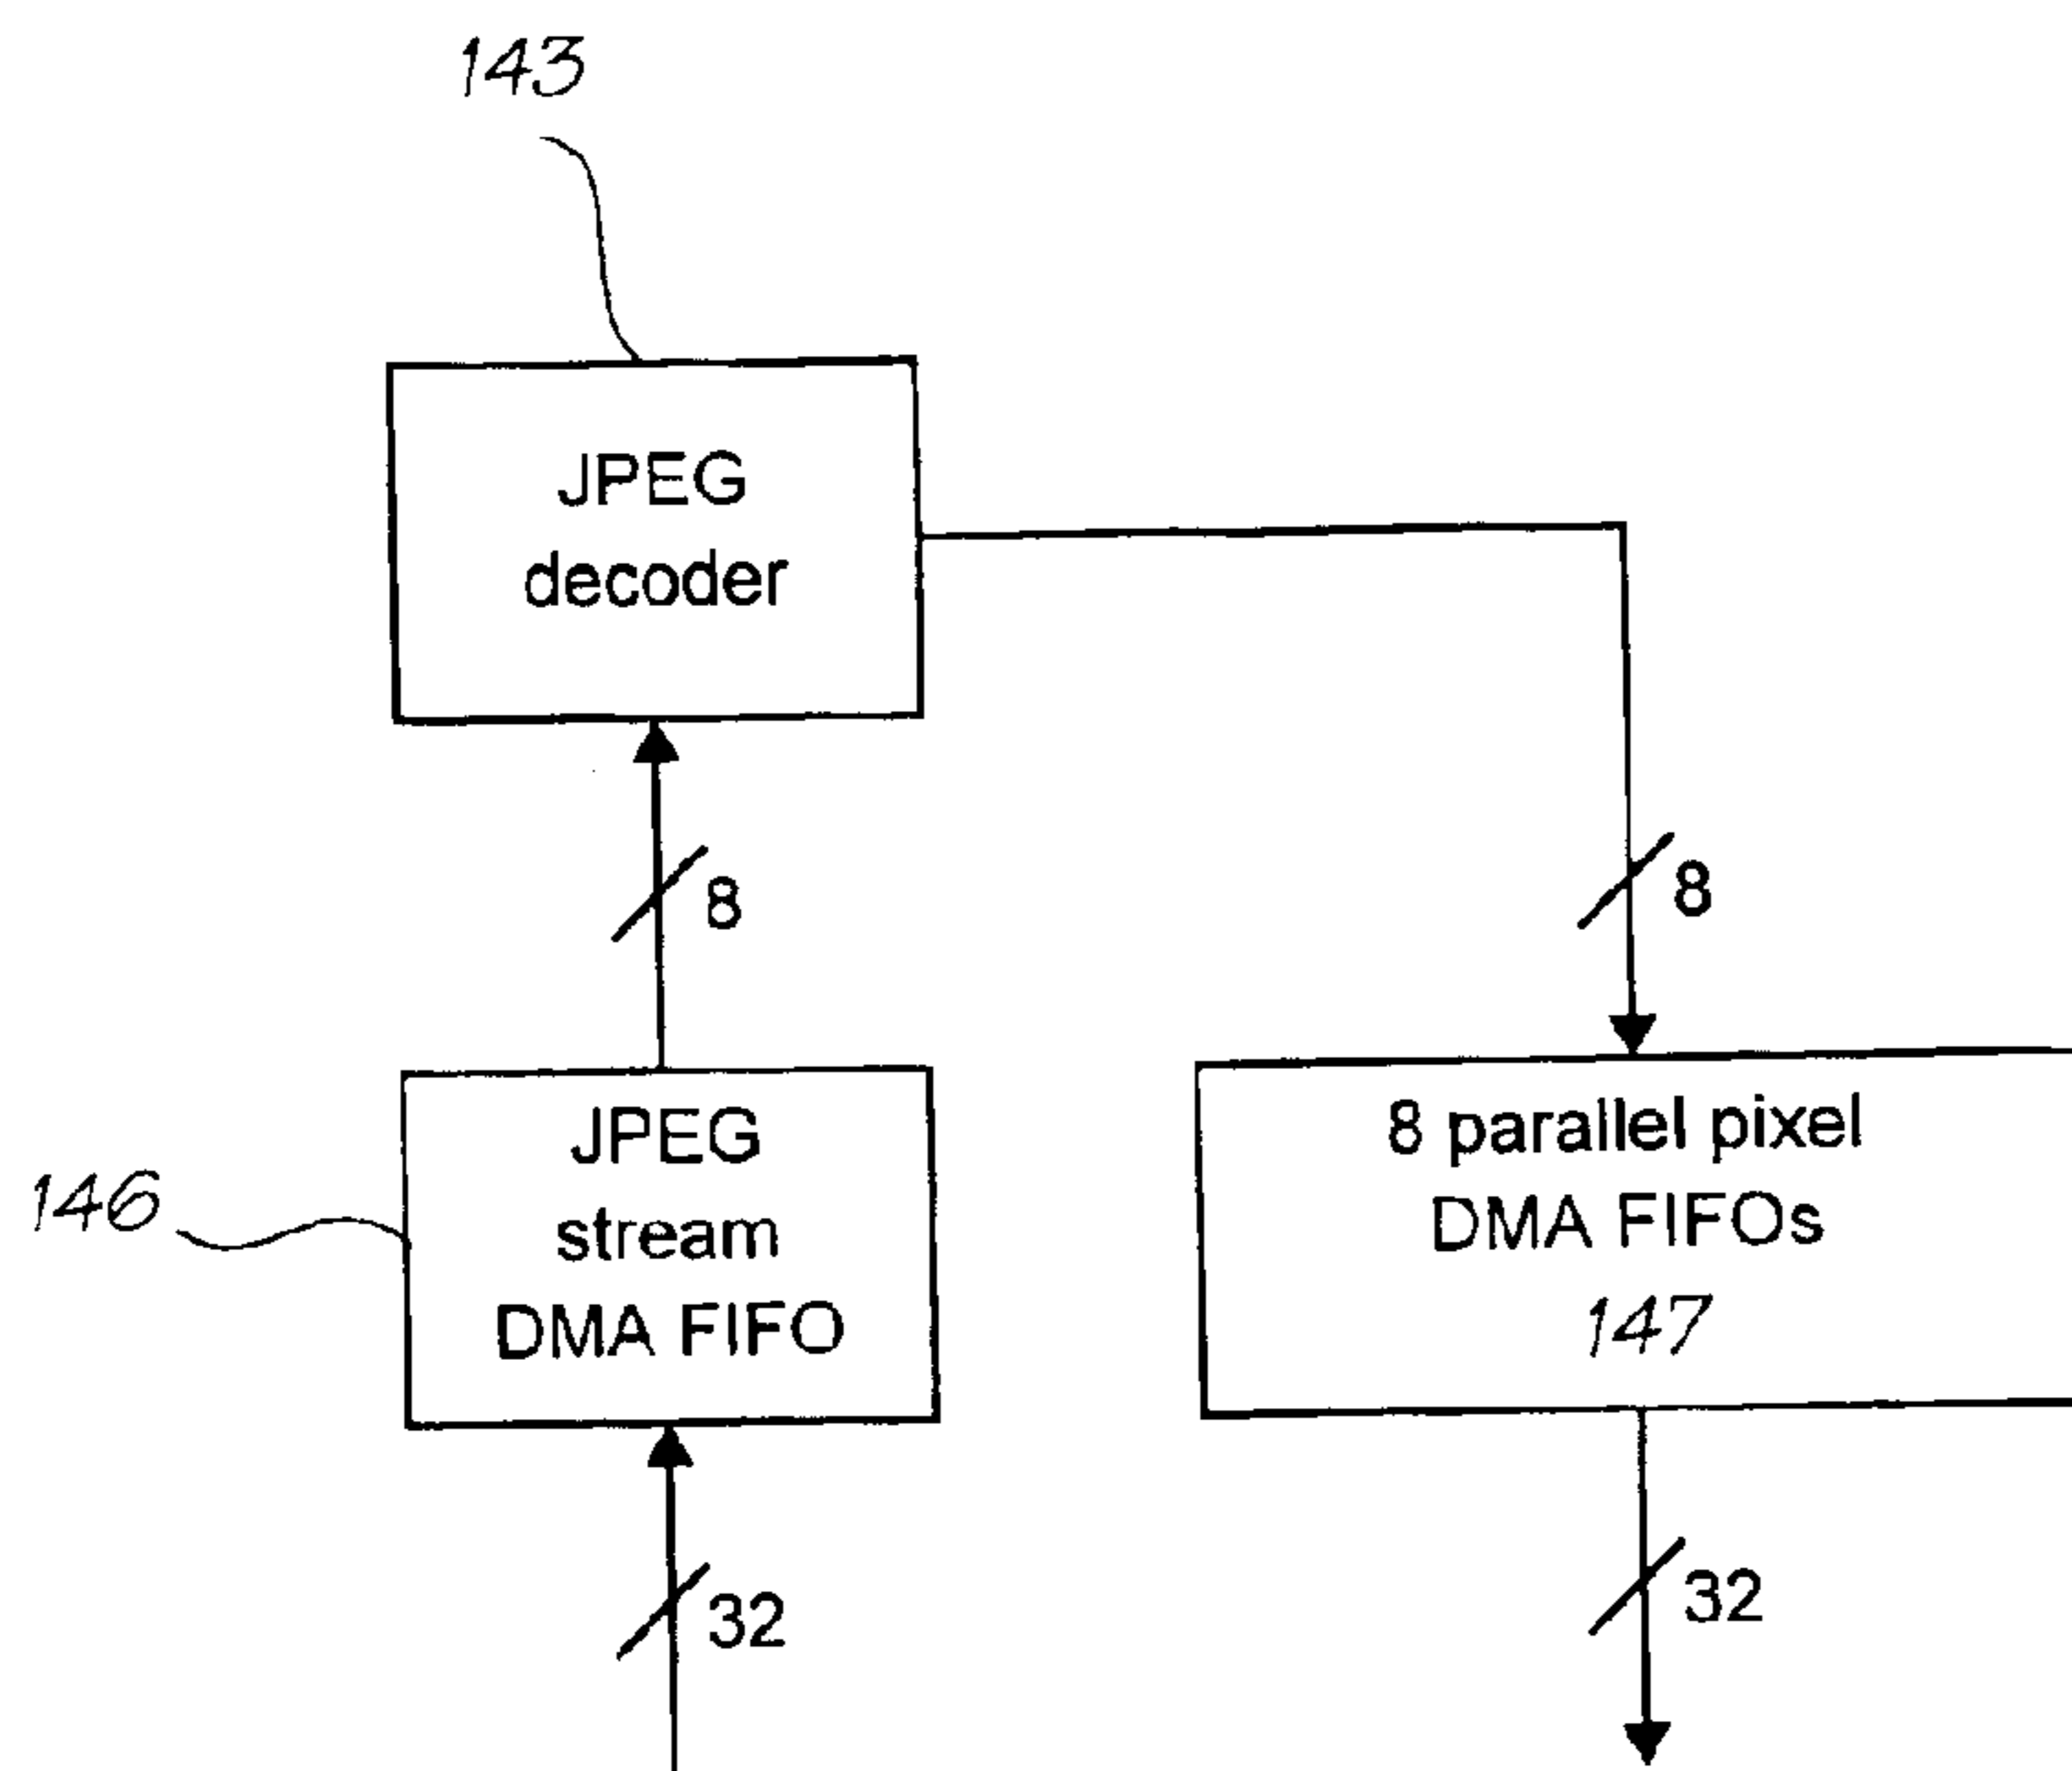 143
JPEG
decoder
8
8
JPEG
stream
DMA FIFO
146
8 parallel pixel
DMA FIFOs
147
32
32